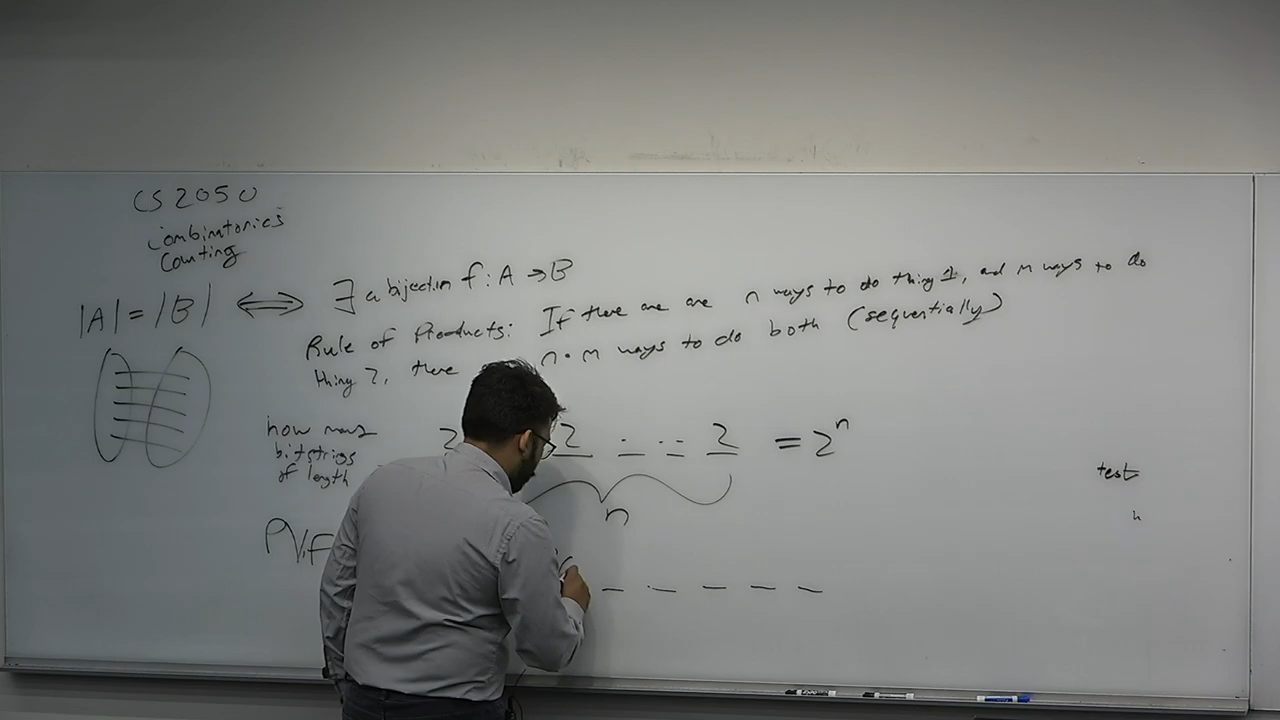 CS 2050
Combinatorics
Counting
|A| = |B| ⟺ ∃ a bijection f: A → B
Rule of Products: If there are are n ways to do thing 1, and m ways to do
thing 2, there n · m ways to do both (sequentially)
how many
bitstrings
of length
2 2 . .. 2 = 2ⁿ
n
test